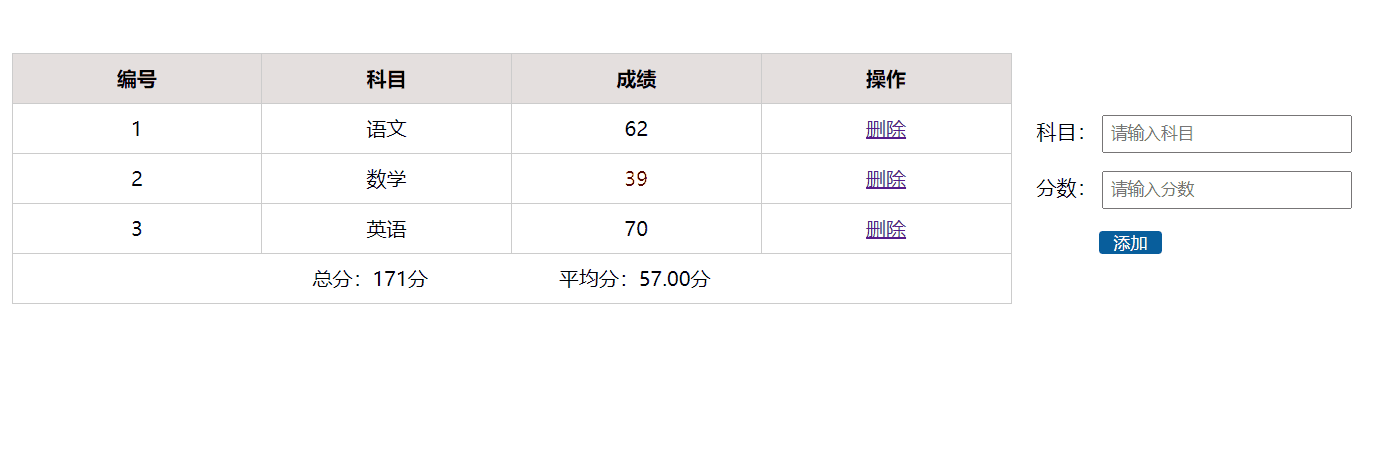 编号 科目 成绩 操作
1 语文 62 删除
2 数学 39 删除
3 英语 70 删除
总分：171分 平均分：57.00分
科目： 请输入科目
分数： 请输入分数
添加